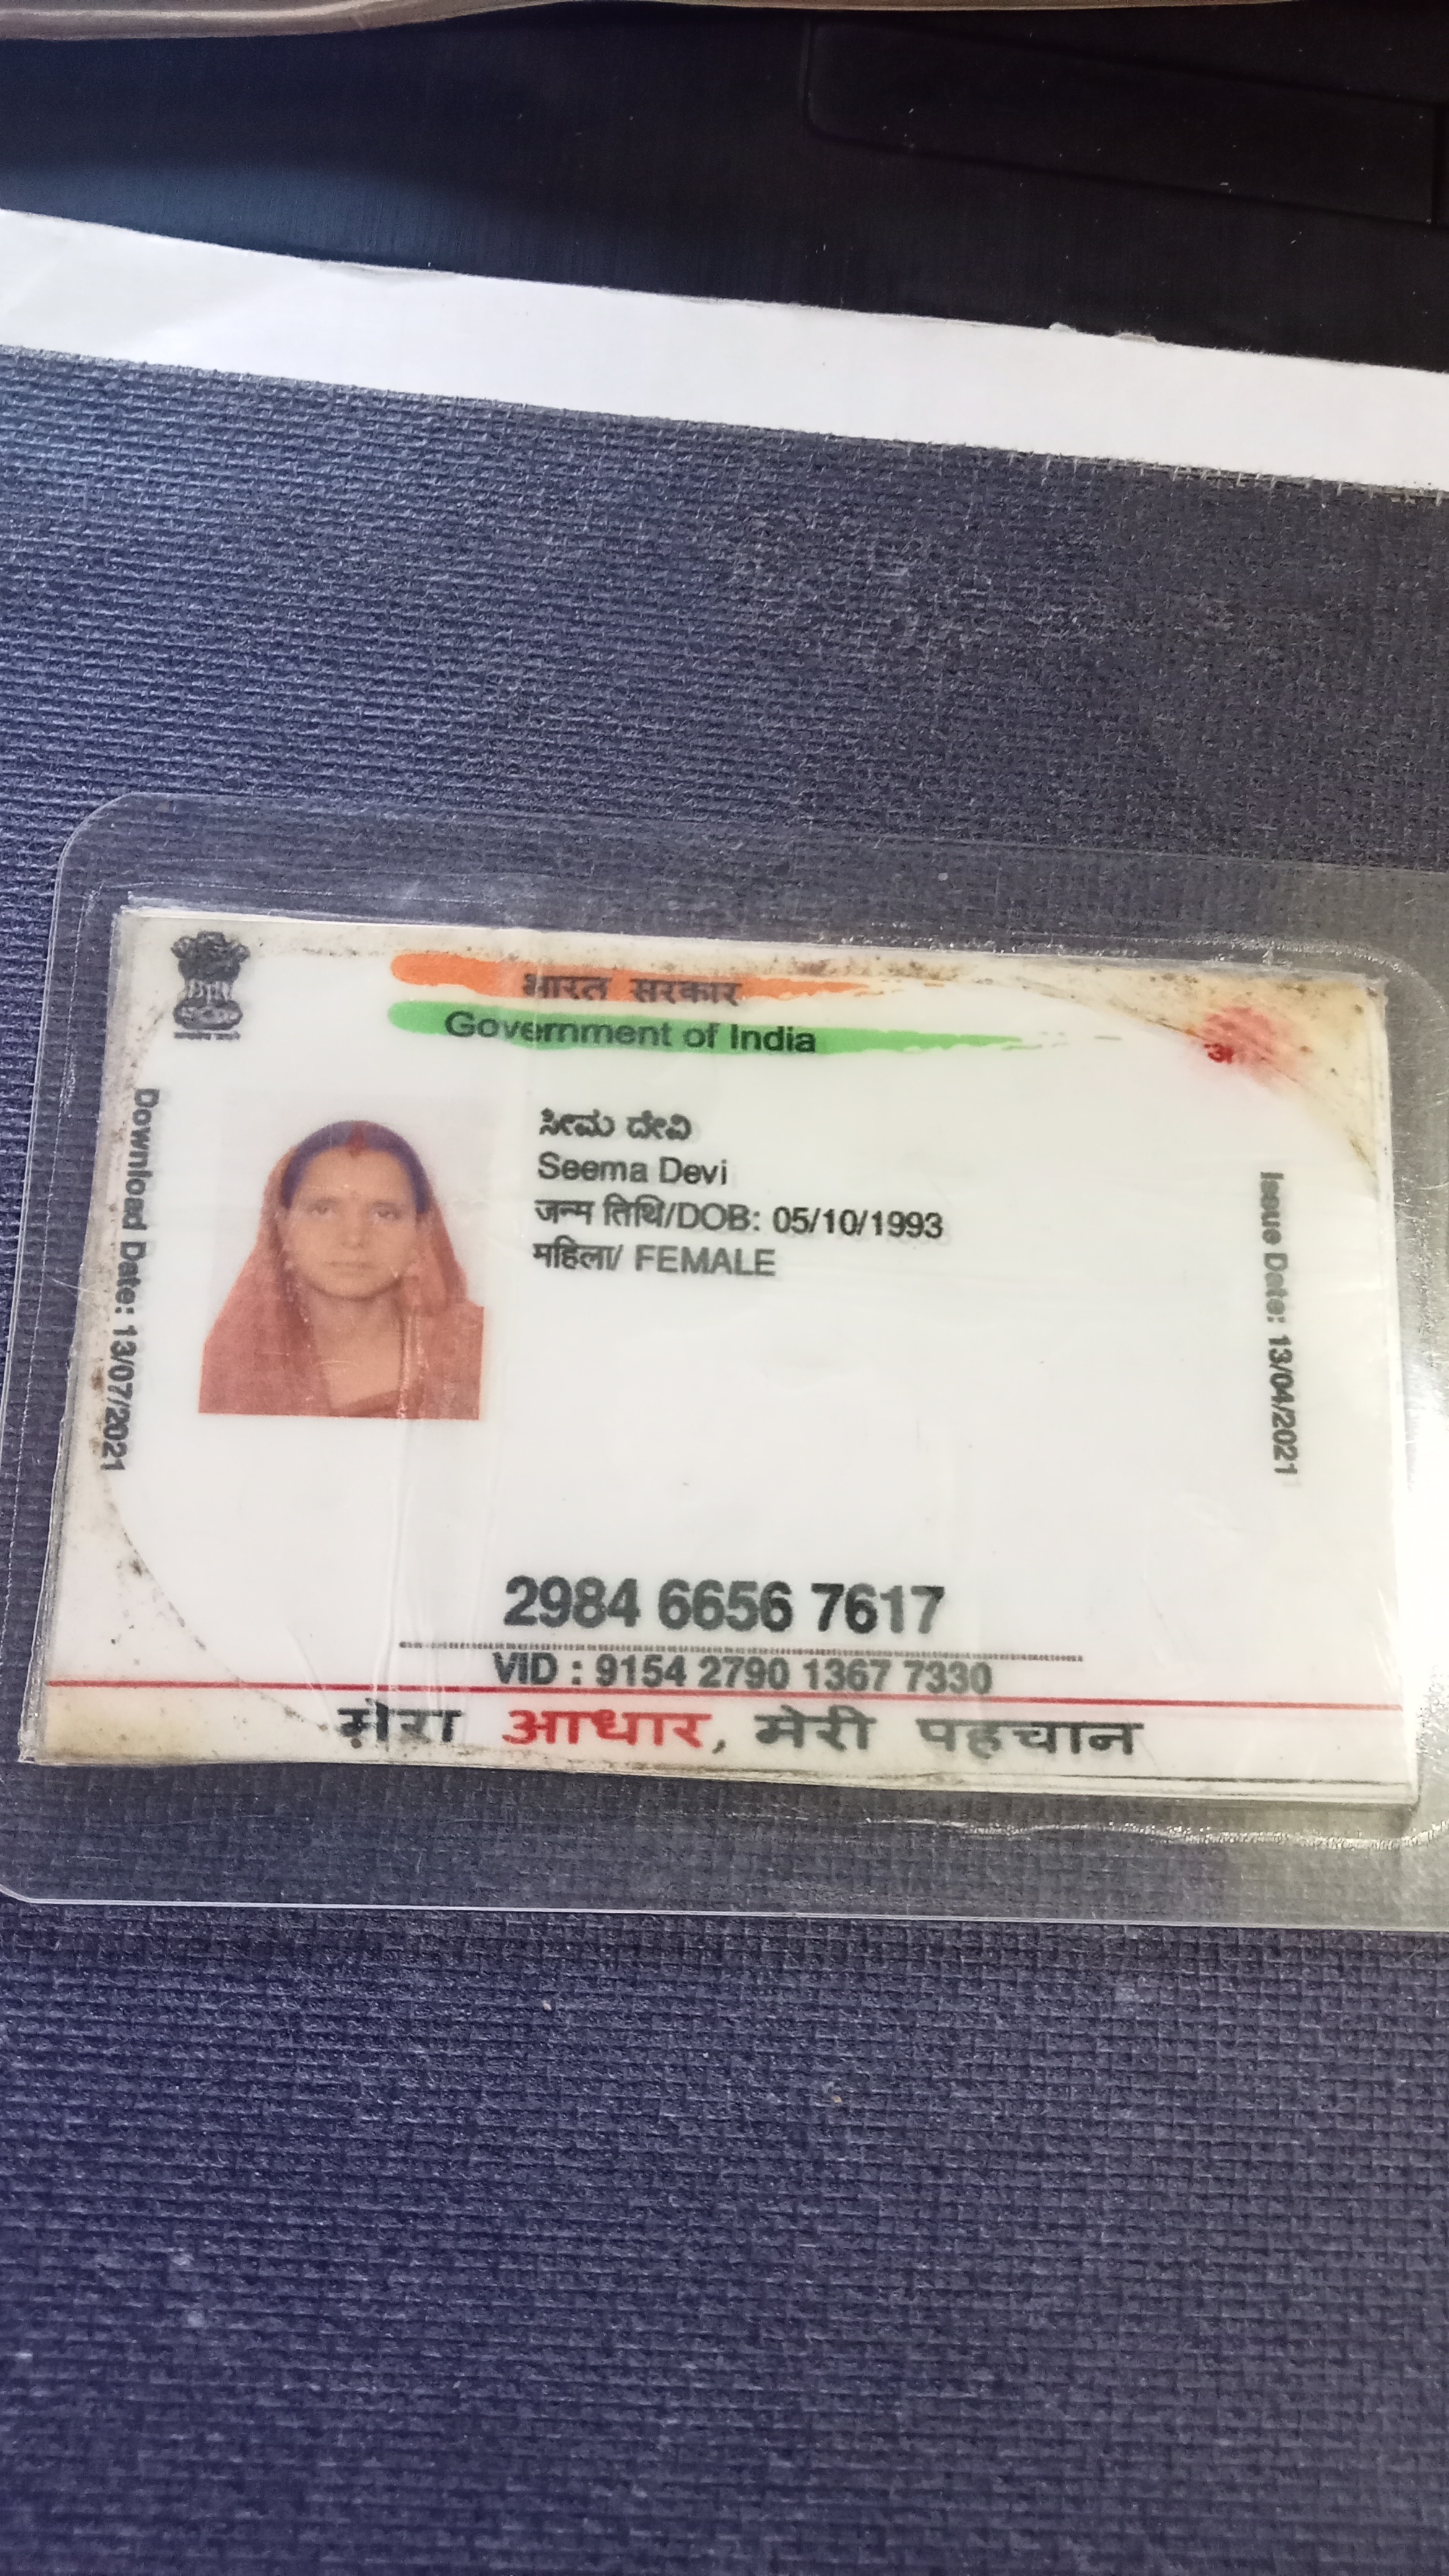 भारत सरकार
Government of India
ಸೀಮ ದೇವಿ
Seema Devi
जन्म तिथि/DOB: 05/10/1993
महिला/ FEMALE
Download Date: 13/07/2021
Issue Date: 13/04/2021
2984 6656 7617
VID : 9154 2790 1367 7330
मेरा आधार, मेरी पहचान